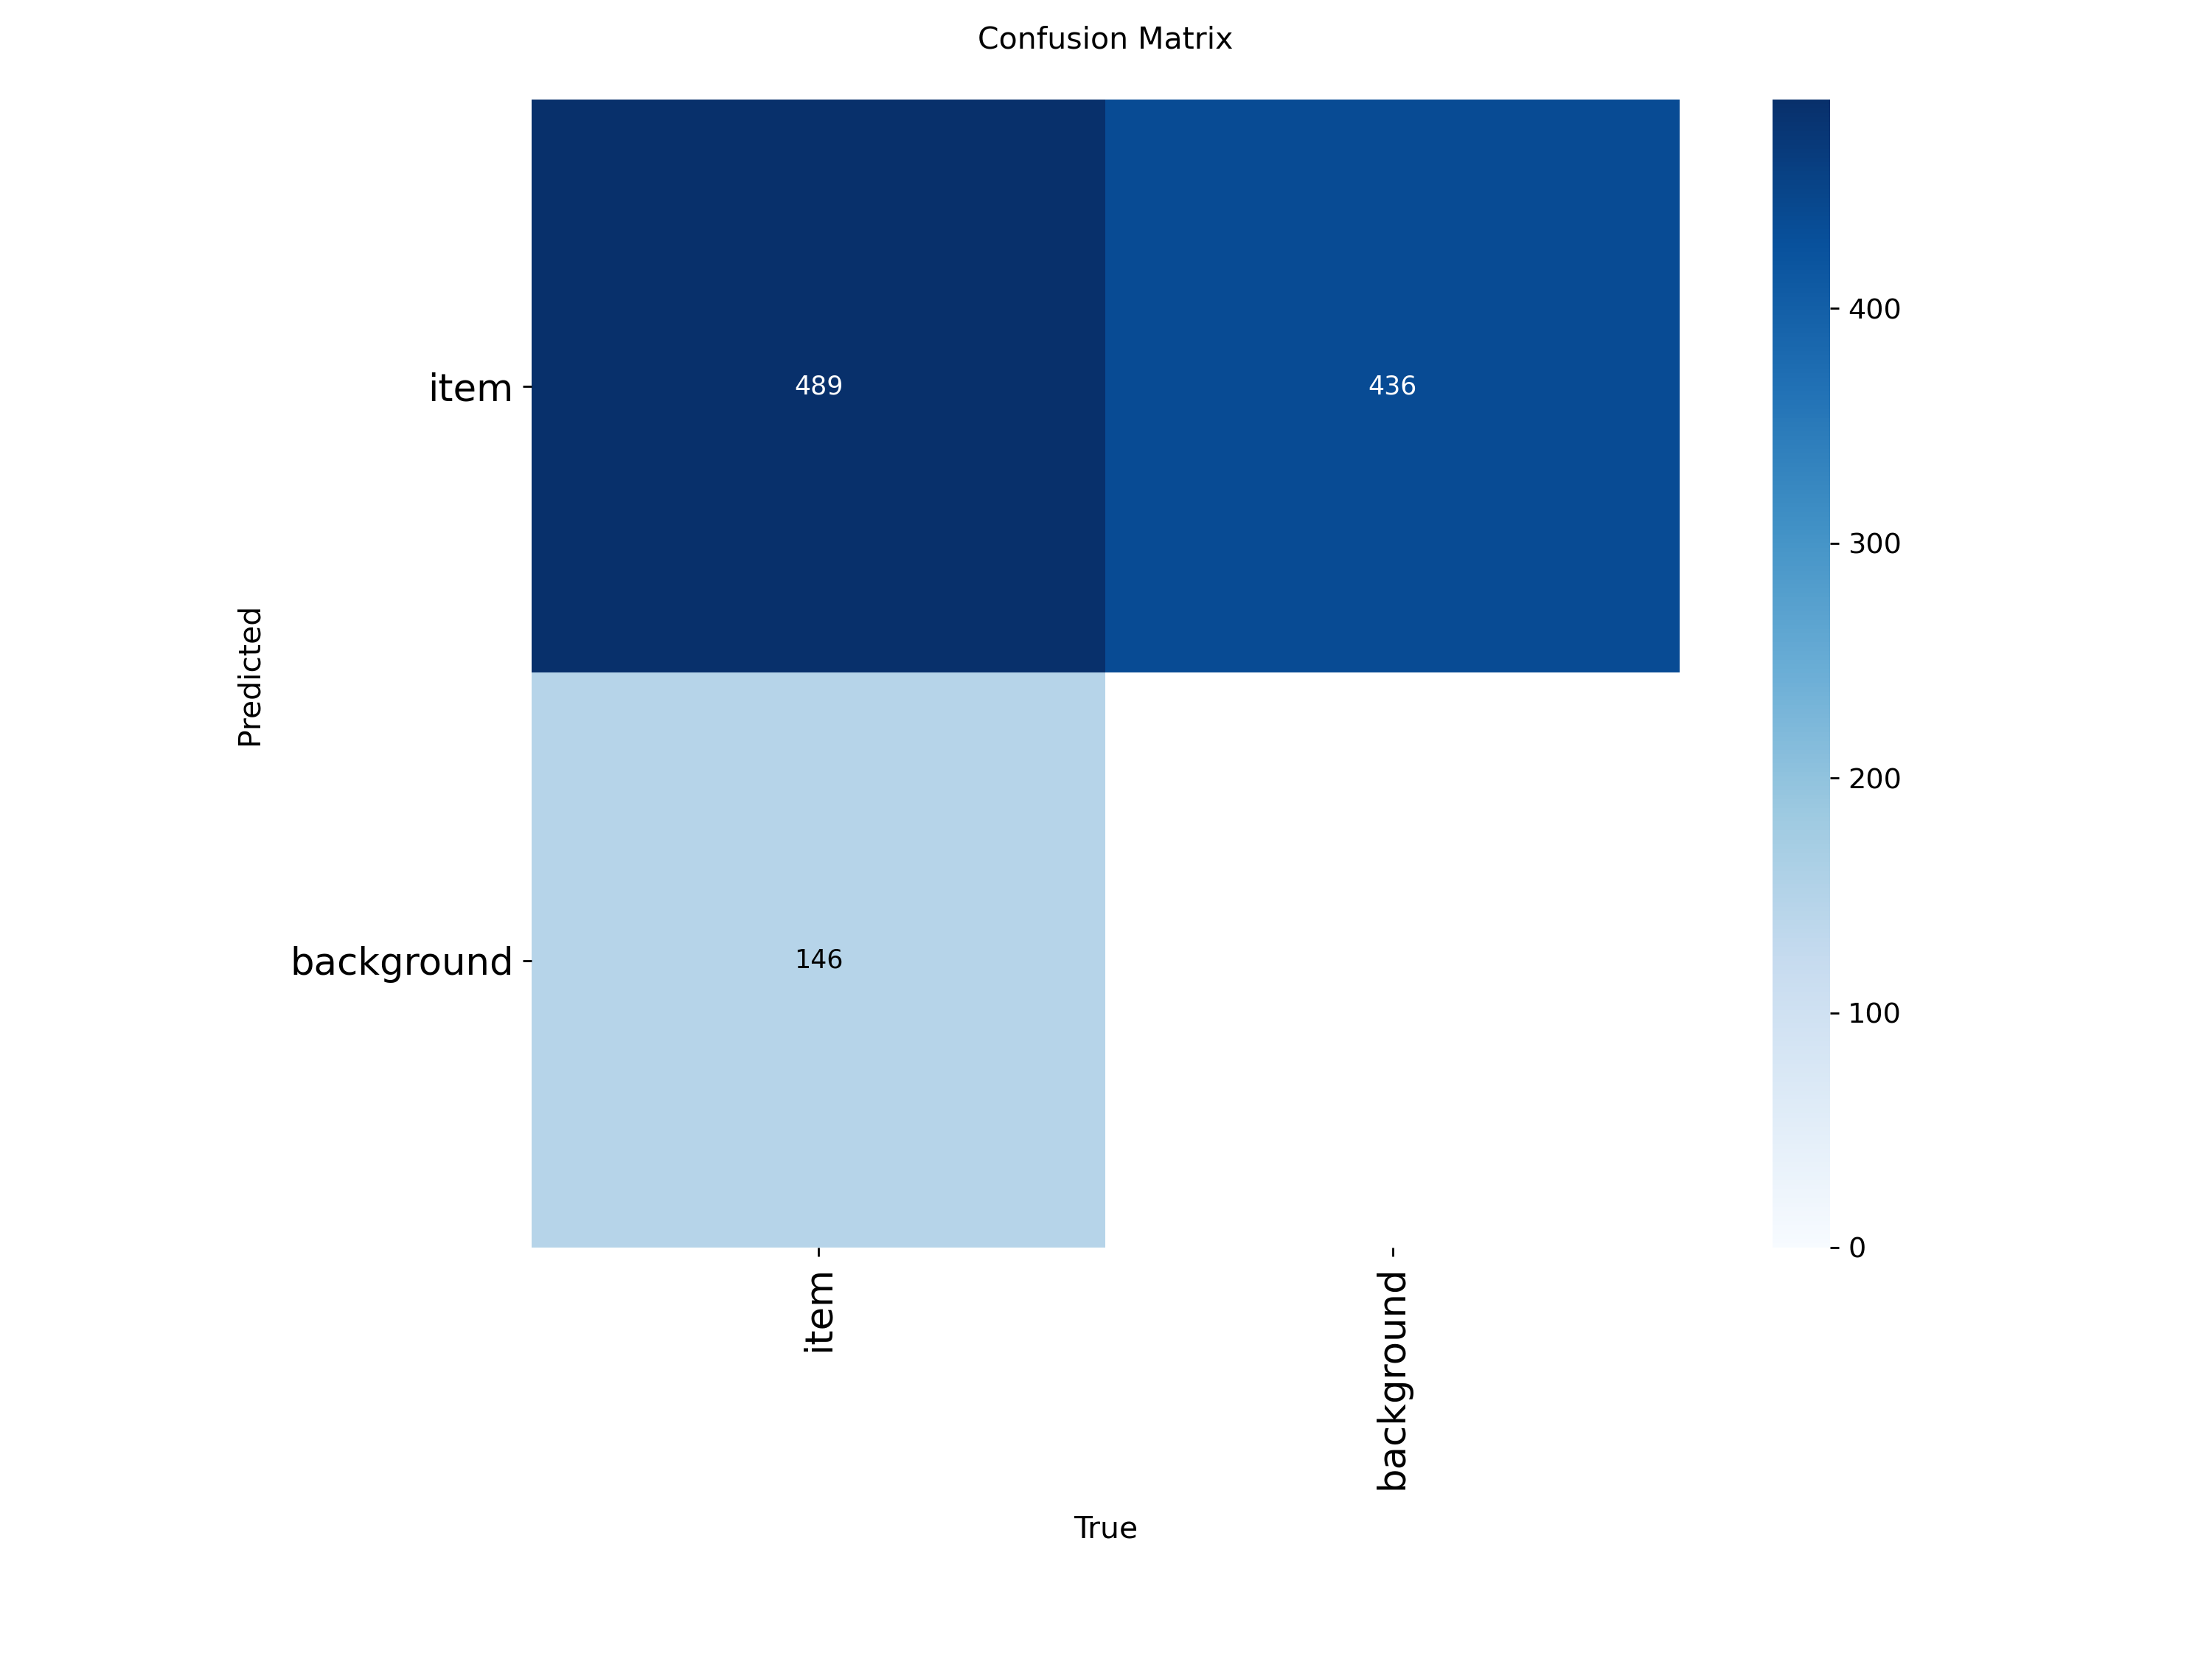 Confusion Matrix
item
489
436
400
300
Predicted
200
background
146
100
0
item
background
True